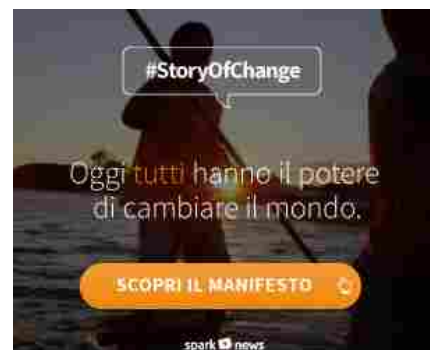 #StoryOfChange
Oggi tutti hanno il potere
di cambiare il mondo.
SCOPRI IL MANIFESTO
spark news